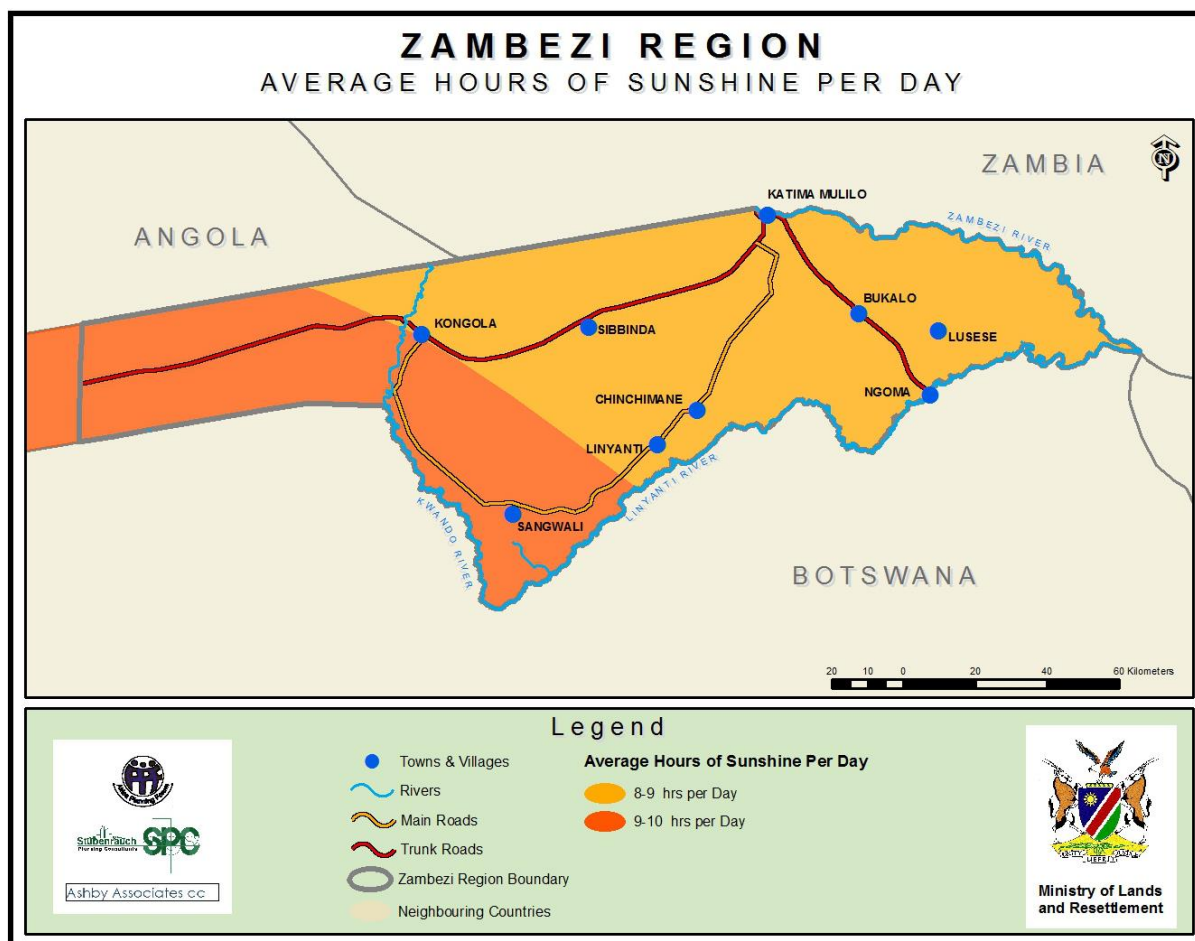 ZAMBEZI REGION
AVERAGE HOURS OF SUNSHINE PER DAY
ZAMBIA
N
KATIMA MULILO
ZAMBEZI RIVER
ANGOLA
BUKALO
KONGOLA
SIBBINDA
LUSESE
NGOMA
CHINCHIMANE
LINYANTI
LINYANTI RIVER
KWANDO RIVER
SANGWALI
BOTSWANA
20 10 0 20 40 60 Kilometers
Legend
Towns & Villages
Rivers
Main Roads
Trunk Roads
Zambezi Region Boundary
Neighbouring Countries
Average Hours of Sunshine Per Day
8-9 hrs per Day
9-10 hrs per Day
Stubenrauch
Planning Consultants
SPC
Ashby Associates cc
Ministry of Lands
and Resettlement